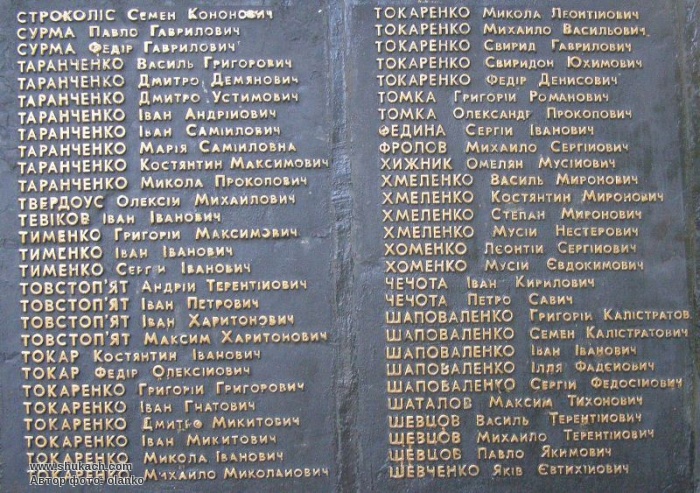 СТРОКОЛІС Семен Кононович
СУРМА Павло Гаврилович
СУРМА Федір Гаврилович
ТАРАНЧЕНКО Василь Григорович
ТАРАНЧЕНКО Дмитро Демянович
ТАРАНЧЕНКО Дмитро Устимович
ТАРАНЧЕНКО Іван Андрійович
ТАРАНЧЕНКО Іван Самійлович
ТАРАНЧЕНКО Марія Самійловна
ТАРАНЧЕНКО Костянтин Максимович
ТАРАНЧЕНКО Микола Прокопович
ТВЕРДОУС Олексій Михайлович
ТЕВІКОВ Іван Іванович
ТИМЕНКО Григорій Максимович
ТИМЕНКО Іван Іванович
ТИМЕНКО Сергій Іванович
ТОВСТОП'ЯТ Андрій Терентійович
ТОВСТОП'ЯТ Іван Петрович
ТОВСТОП'ЯТ Іван Харитонович
ТОВСТОП'ЯТ Максим Харитонович
ТОКАР Костянтин Іванович
ТОКАР Федір Олексійович
ТОКАРЕНКО Григорій Григорович
ТОКАРЕНКО Іван Гнатович
ТОКАРЕНКО Дмитро Микитович
ТОКАРЕНКО Іван Микитович
ТОКАРЕНКО Микола Іванович
ТОКАРЕНКО Михайло Миколайович
www.shukach.com
Автор фото: olanko
ТОКАРЕНКО Микола Леонтійович
ТОКАРЕНКО Михайло Васильович
ТОКАРЕНКО Свирид Гаврилович
ТОКАРЕНКО Свиридон Юхимович
ТОКАРЕНКО Федір Денисович
ТОМКА Григорій Романович
ТОМКА Олександр Прокопович
ФЕДИНА Сергій Іванович
ФРОЛОВ Михайло Сергійович
ХИЖНИК Омелян Мусійович
ХМЕЛЕНКО Василь Миронович
ХМЕЛЕНКО Костянтин Миронович
ХМЕЛЕНКО Степан Миронович
ХМЕЛЕНКО Мусій Нестерович
ХОМЕНКО Леонтій Сергійович
ХОМЕНКО Мусій Євдокимович
ЧЕЧОТА Іван Кирилович
ЧЕЧОТА Петро Савич
ШАПОВАЛЕНКО Григорій Калістратов
ШАПОВАЛЕНКО Семен Калістратович
ШАПОВАЛЕНКО Іван Іванович
ШАПОВАЛЕНКО Ілля Фадєйович
ШАПОВАЛЕНКО Сергій Федосійович
ШАТАЛОВ Максим Тихонович
ШЕВЦОВ Василь Терентійович
ШЕВЦОВ Михайло Терентійович
ШЕВЦОВ Павло Якимович
ШЕВЧЕНКО Яків Євтихійович